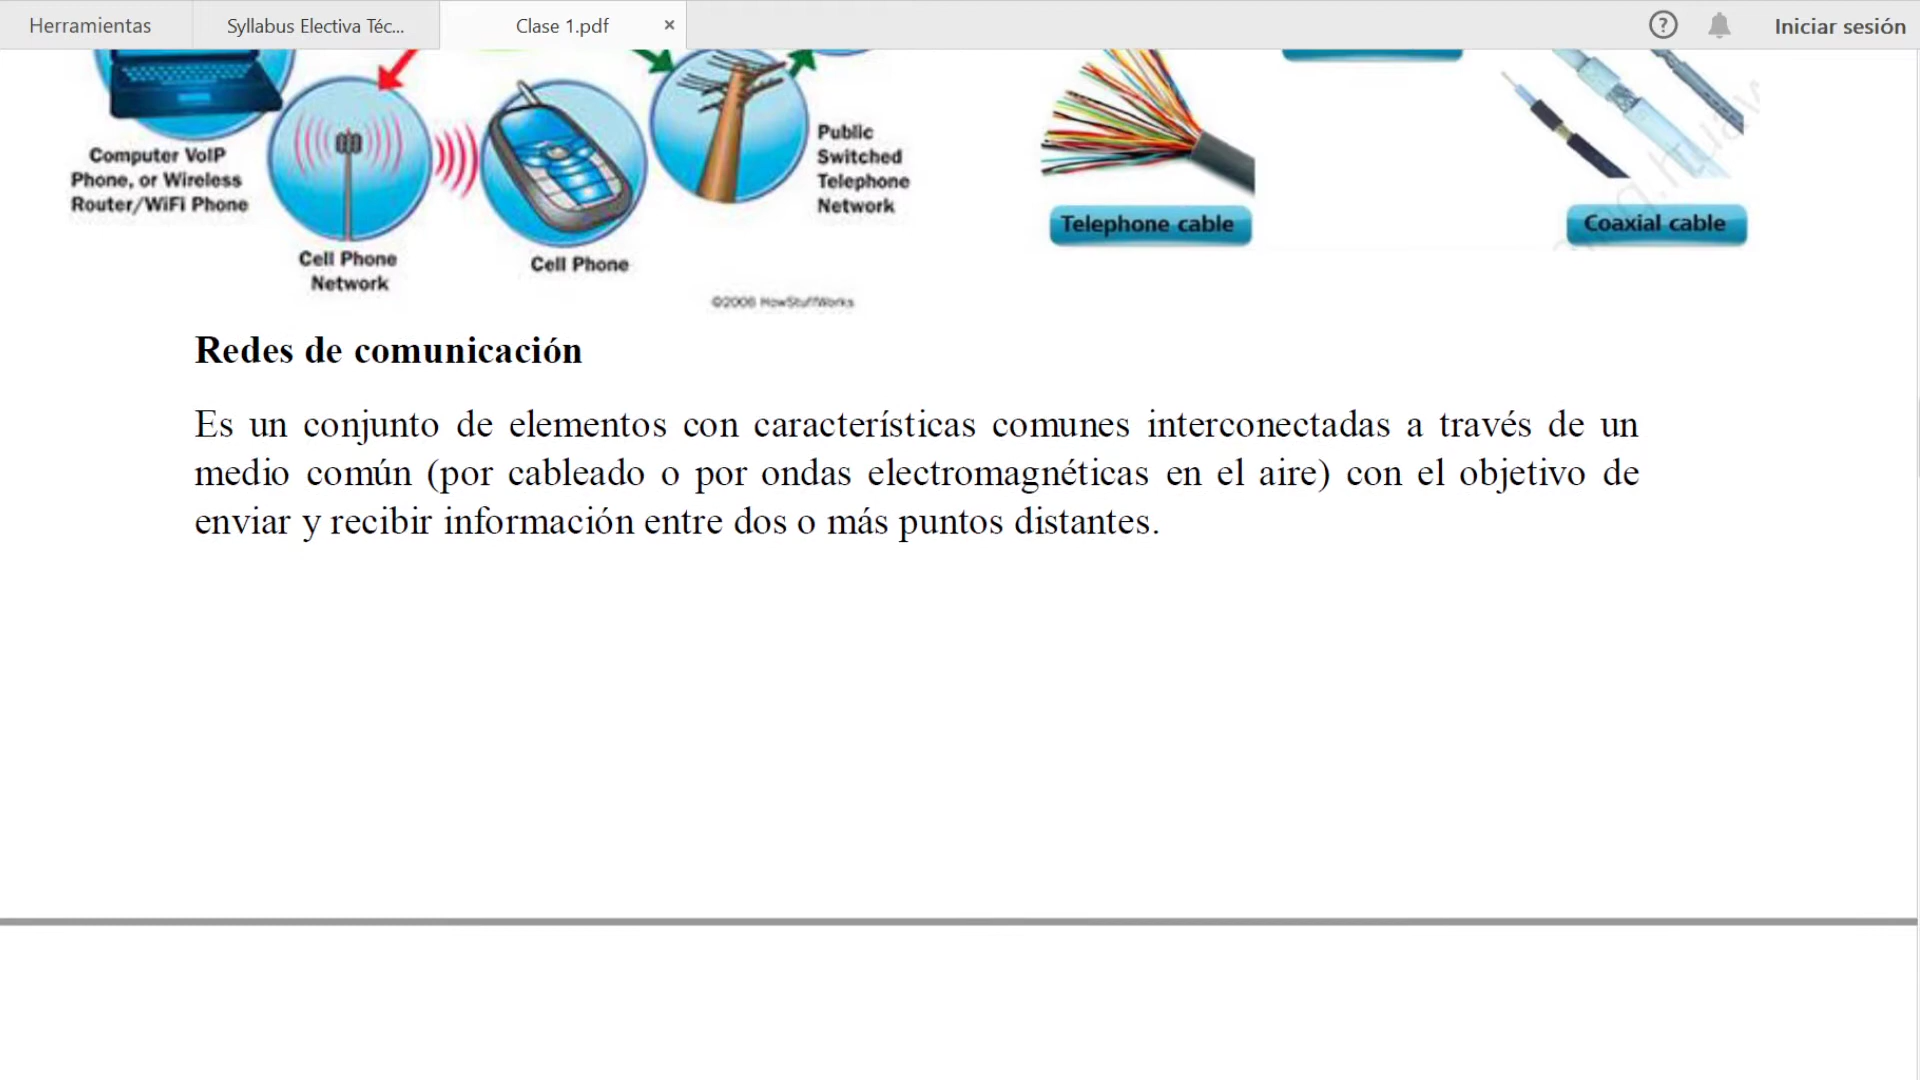 Herramientas
Syllabus Electiva Téc...
Clase 1.pdf
×
?
Iniciar sesión
Computer VoIP
Phone, or Wireless
Router/WiFi Phone
Cell Phone
Network
Cell Phone
Public
Switched
Telephone
Network
©2006 HowStuffWorks
Telephone cable
Coaxial cable
Redes de comunicación
Es un conjunto de elementos con características comunes interconectadas a través de un
medio común (por cableado o por ondas electromagnéticas en el aire) con el objetivo de
enviar y recibir información entre dos o más puntos distantes.